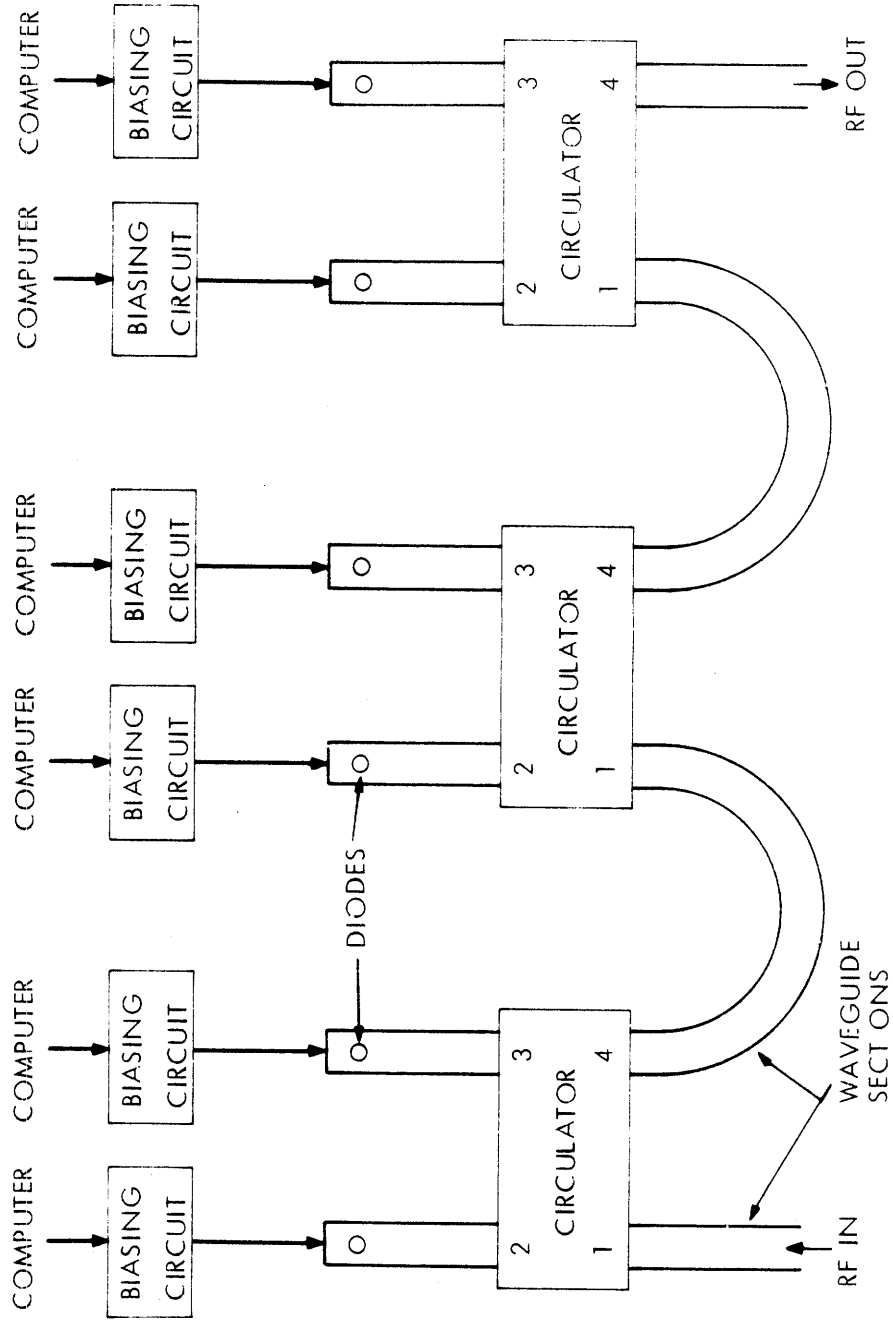 COMPUTER
COMPUTER
COMPUTER
COMPUTER
COMPUTER
COMPUTER
BIASING
CIRCUIT
BIASING
CIRCUIT
BIASING
CIRCUIT
BIASING
CIRCUIT
BIASING
CIRCUIT
BIASING
CIRCUIT
DIODES
2 3
CIRCULATOR
1 4
2 3
CIRCULATOR
1 4
2 3
CIRCULATOR
1 4
RF IN
WAVEGUIDE
SECT ONS
RF OUT